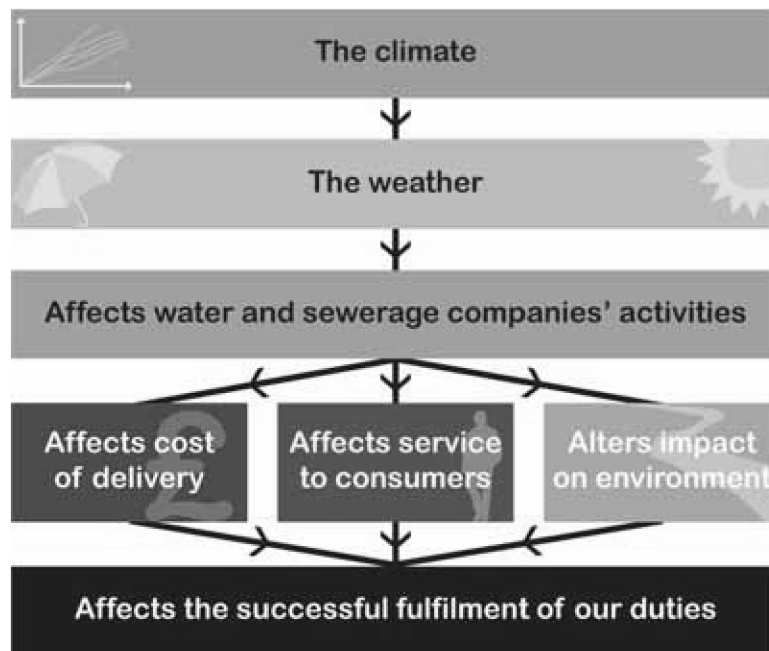 The climate
The weather
Affects water and sewerage companies’ activities
Affects cost
of delivery
Affects service
to consumers
Alters impact
on environment
Affects the successful fulfilment of our duties